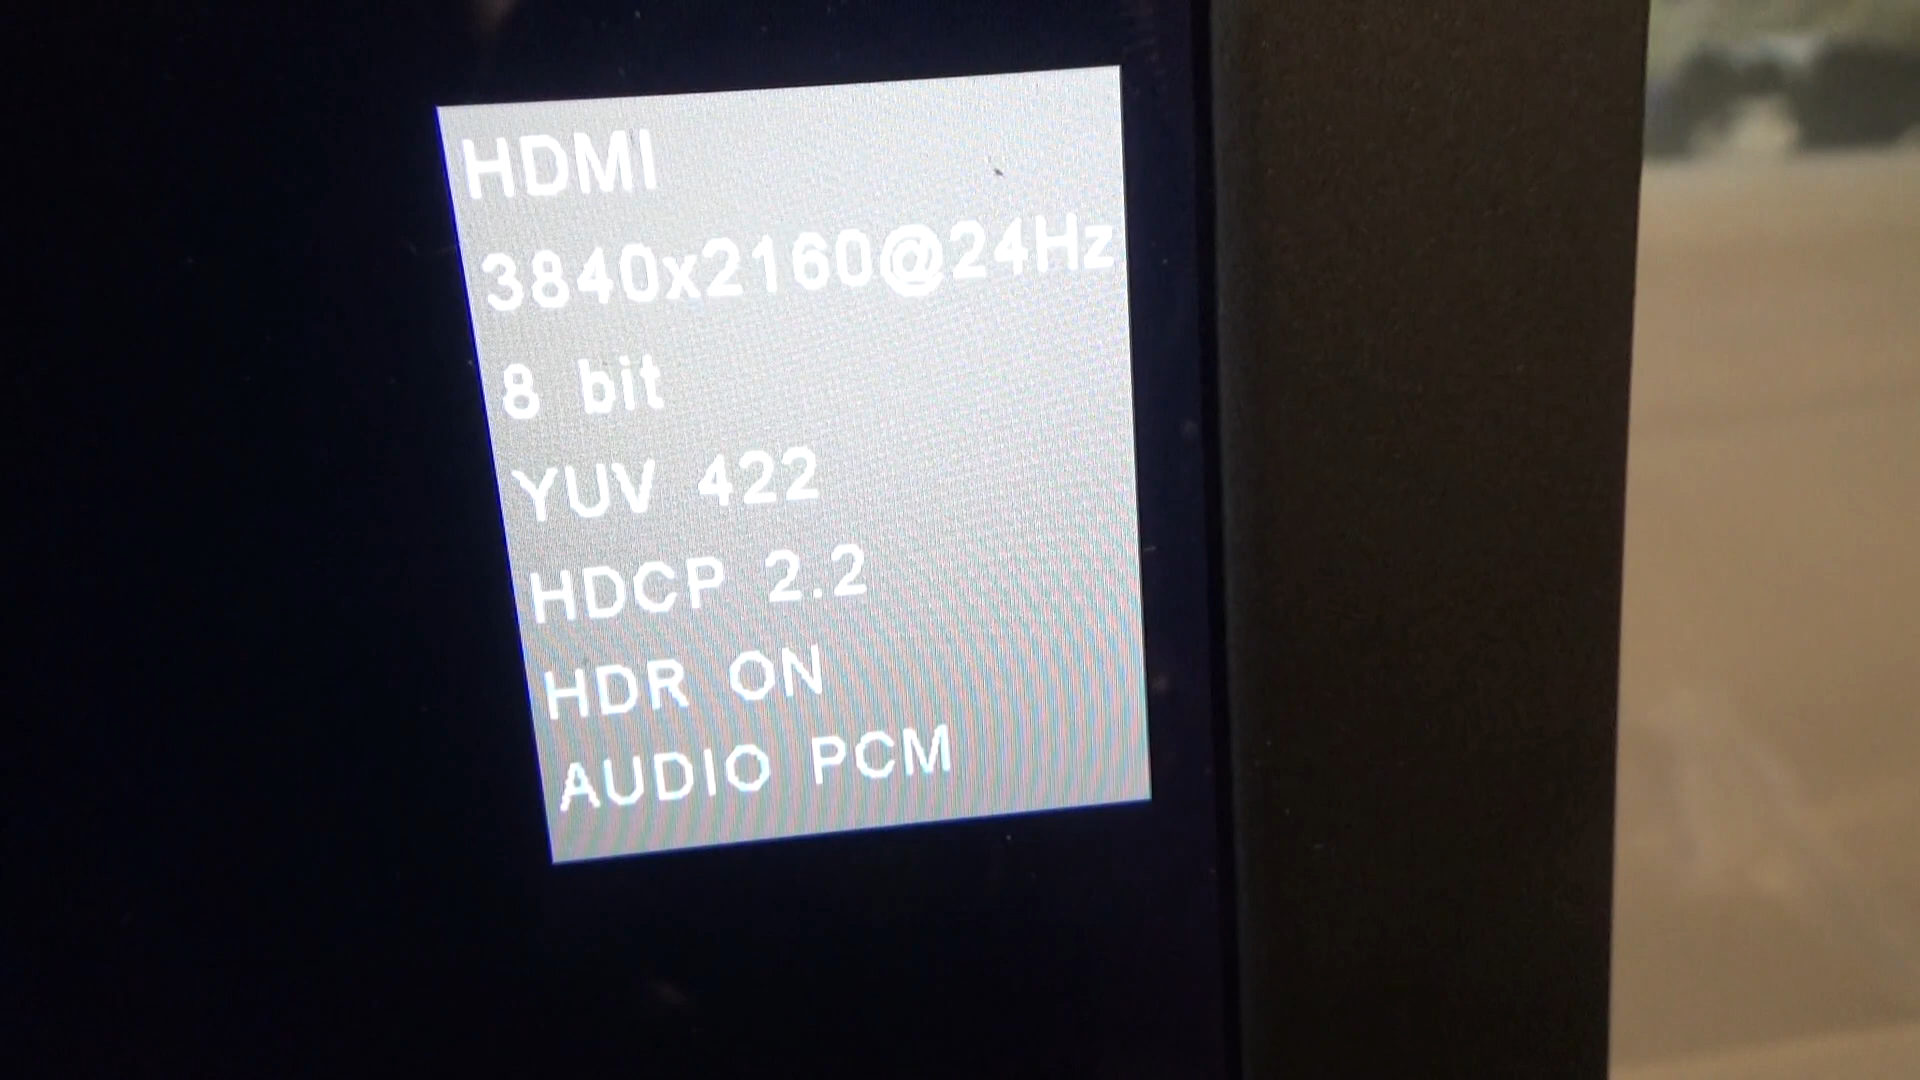 HDMI
3840x2160@24Hz
8 bit
YUV 422
HDCP 2.2
HDR ON
AUDIO PCM